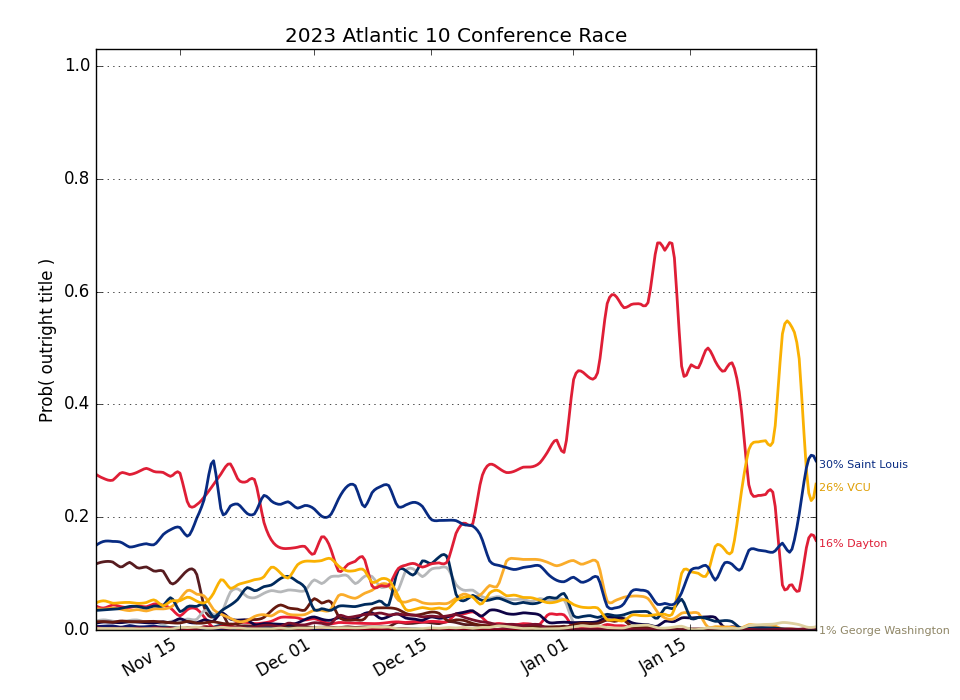 2023 Atlantic 10 Conference Race
Prob( outright title )
1.0
0.8
0.6
0.4
0.2
0.0
30% Saint Louis
26% VCU
16% Dayton
1% George Washington
Nov 15
Dec 01
Dec 15
Jan 01
Jan 15